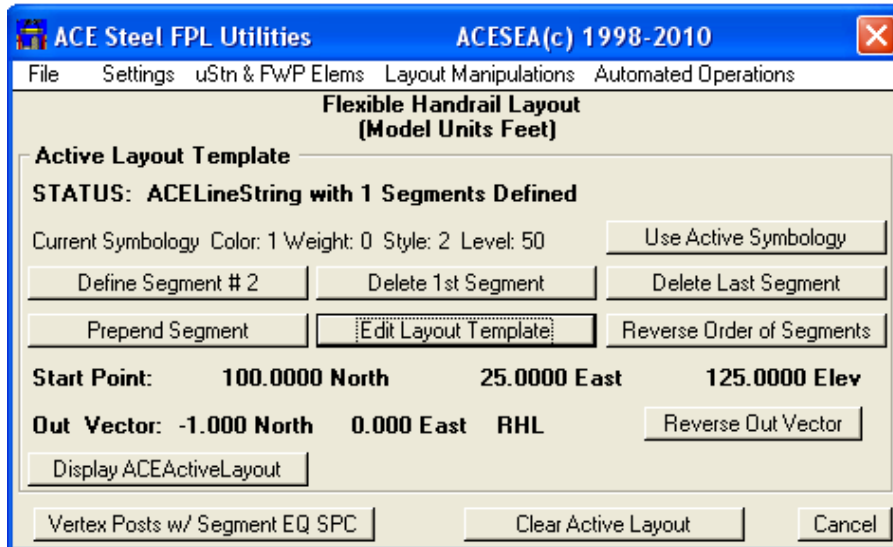 ACE Steel FPL Utilities ACESEA(c) 1998-2010
File Settings uStn & FWP Elems Layout Manipulations Automated Operations
Flexible Handrail Layout
(Model Units Feet)
Active Layout Template
STATUS: ACELineString with 1 Segments Defined
Current Symbology Color: 1 Weight: 0 Style: 2 Level: 50 Use Active Symbology
Define Segment # 2 Delete 1st Segment Delete Last Segment
Prepend Segment Edit Layout Template Reverse Order of Segments
Start Point: 100.0000 North 25.0000 East 125.0000 Elev
Out Vector: -1.000 North 0.000 East RHL Reverse Out Vector
Display ACEActiveLayout
Vertex Posts w/ Segment EQ SPC Clear Active Layout Cancel